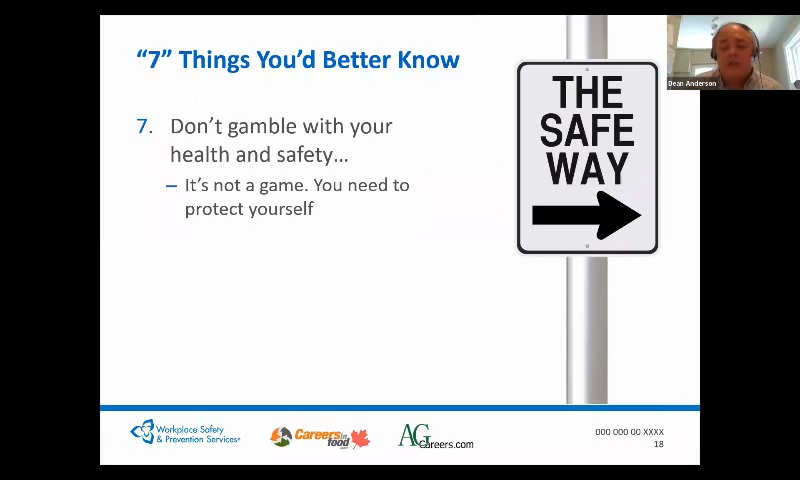 “7” Things You’d Better Know
7. Don’t gamble with your
health and safety…
– It’s not a game. You need to
protect yourself
THE
SAFE
WAY
Dean Anderson
Workplace Safety
& Prevention Services
Careers in
food
AGCareers.com
000 000 00 XXXX
18